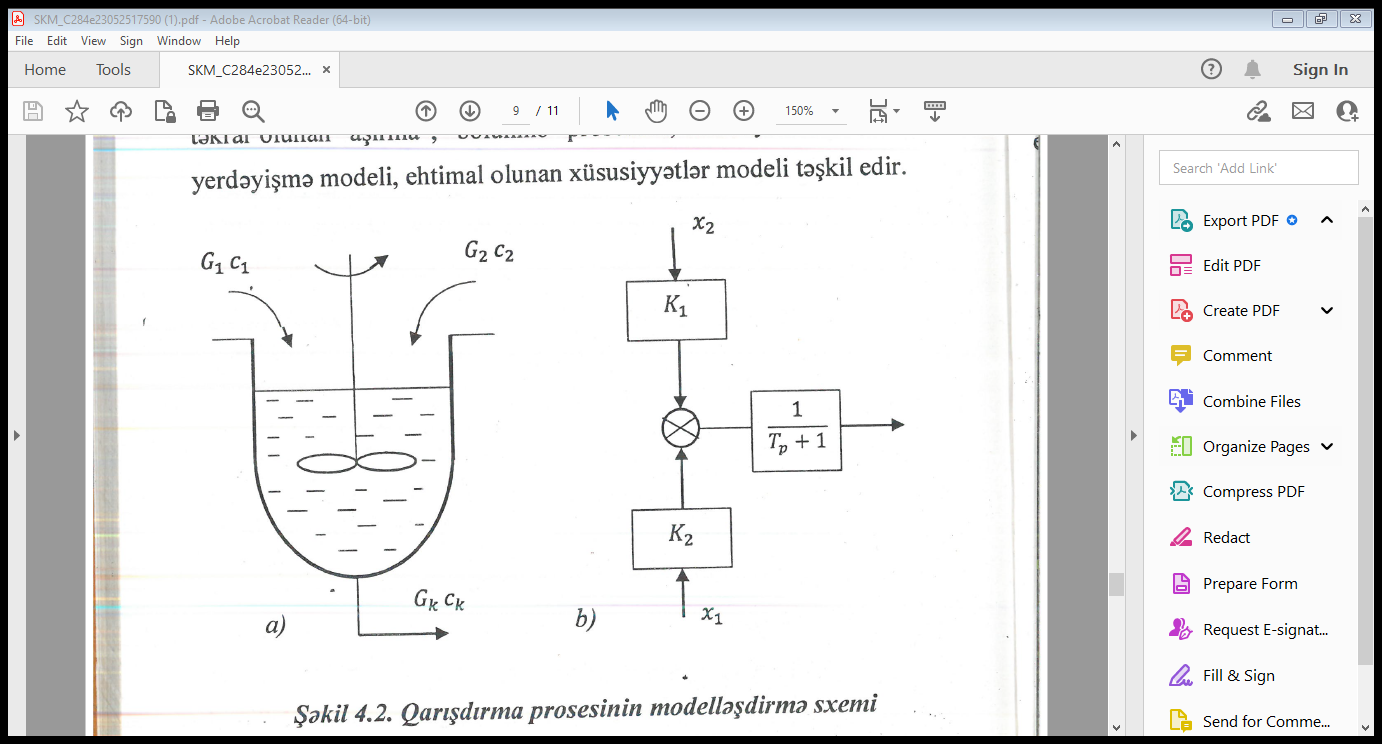 SKM_C284e23052517590 (1).pdf - Adobe Acrobat Reader (64-bit)
File Edit View Sign Window Help
Home Tools SKM_C284e23052... ×
Sign In
9 / 11
150%
təkrar olunan
yerdəyişmə modeli, ehtimal olunan xüsusiyyətlər modeli təşkil edir.
G₁ c₁
G₂ c₂
Gₖ cₖ
a)
x₂
K₁
1
Tₚ + 1
K₂
x₁
b)
Şəkil 4.2. Qarışdırma prosesinin modelləşdirmə sxemi
Search 'Add Link'
Export PDF
Edit PDF
Create PDF
Comment
Combine Files
Organize Pages
Compress PDF
Redact
Prepare Form
Request E-signat...
Fill & Sign
Send for Comme...